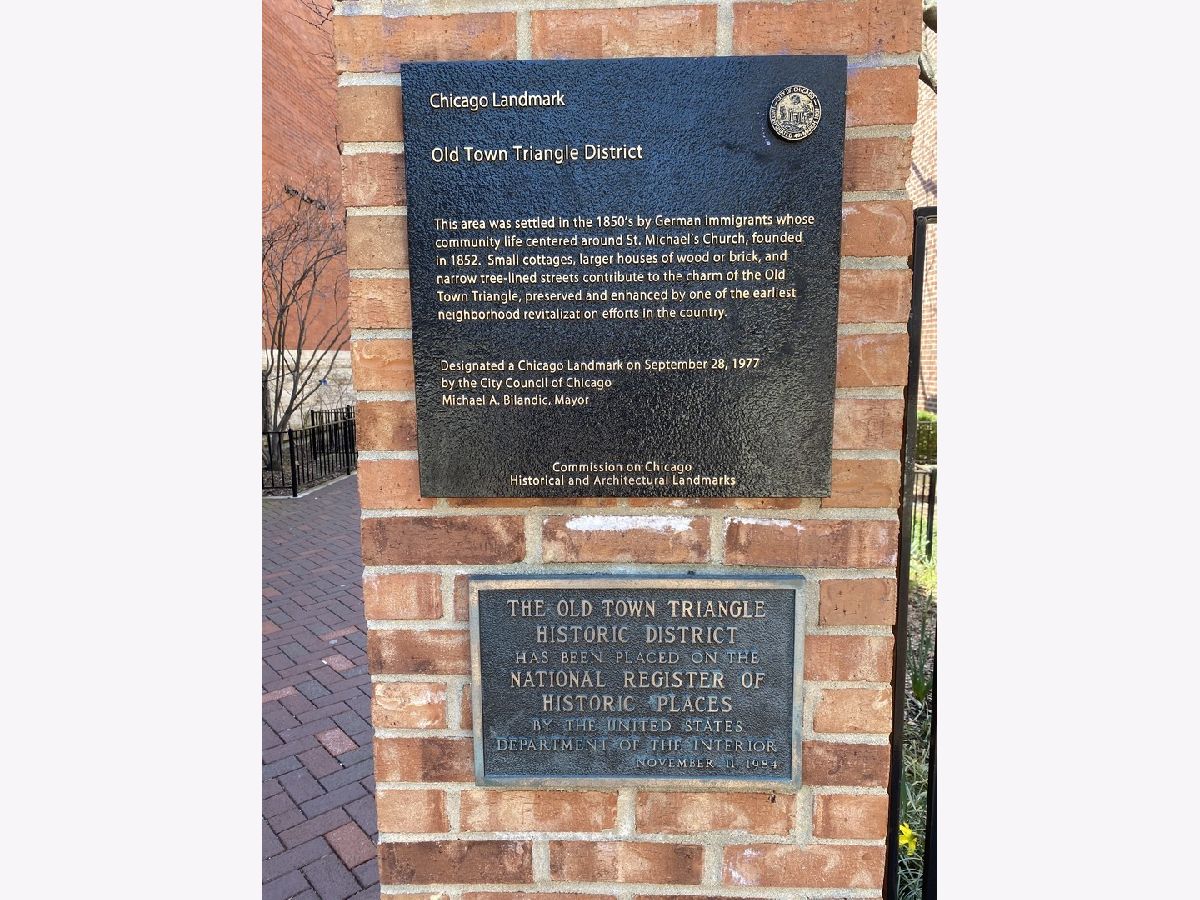 Chicago Landmark
Old Town Triangle District
This area was settled in the 1850's by German immigrants whose
community life centered around St. Michael's Church, founded
in 1852. Small cottages, larger houses of wood or brick, and
narrow tree-lined streets contribute to the charm of the Old
Town Triangle, preserved and enhanced by one of the earliest
neighborhood revitalization efforts in the country.
Designated a Chicago Landmark on September 28, 1977
by the City Council of Chicago
Michael A. Bilandic, Mayor
Commission on Chicago
Historical and Architectural Landmarks
THE OLD TOWN TRIANGLE
HISTORIC DISTRICT
HAS BEEN PLACED ON THE
NATIONAL REGISTER OF
HISTORIC PLACES
BY THE UNITED STATES
DEPARTMENT OF THE INTERIOR
NOVEMBER 11 1984